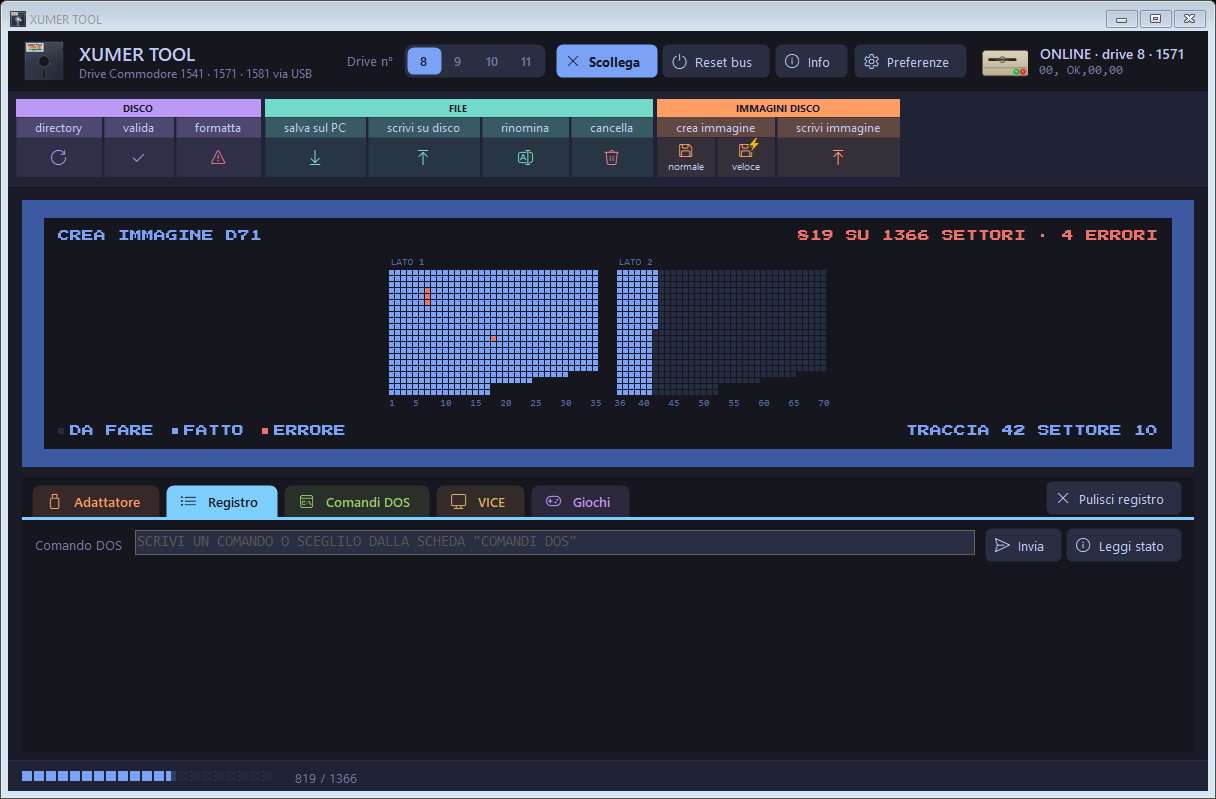 XUMER TOOL
XUMER TOOL
Drive Commodore 1541 · 1571 · 1581 via USB
Drive n° 8 9 10 11 Scollega Reset bus Info Preferenze
ONLINE · drive 8 · 1571
00, OK,00,00
DISCO FILE IMMAGINI DISCO
directory valida formatta salva sul PC scrivi su disco rinomina cancella crea immagine scrivi immagine
normale veloce
CREA IMMAGINE D71 819 SU 1366 SETTORI · 4 ERRORI
LATO 1 LATO 2
1 5 10 15 20 25 30 35 36 40 45 50 55 60 65 70
DA FARE FATTO ERRORE TRACCIA 42 SETTORE 10
Adattatore Registro Comandi DOS VICE Giochi Pulisci registro
Comando DOS SCRIVI UN COMANDO O SCEGLILO DALLA SCHEDA "COMANDI DOS" Invia Leggi stato
819 / 1366